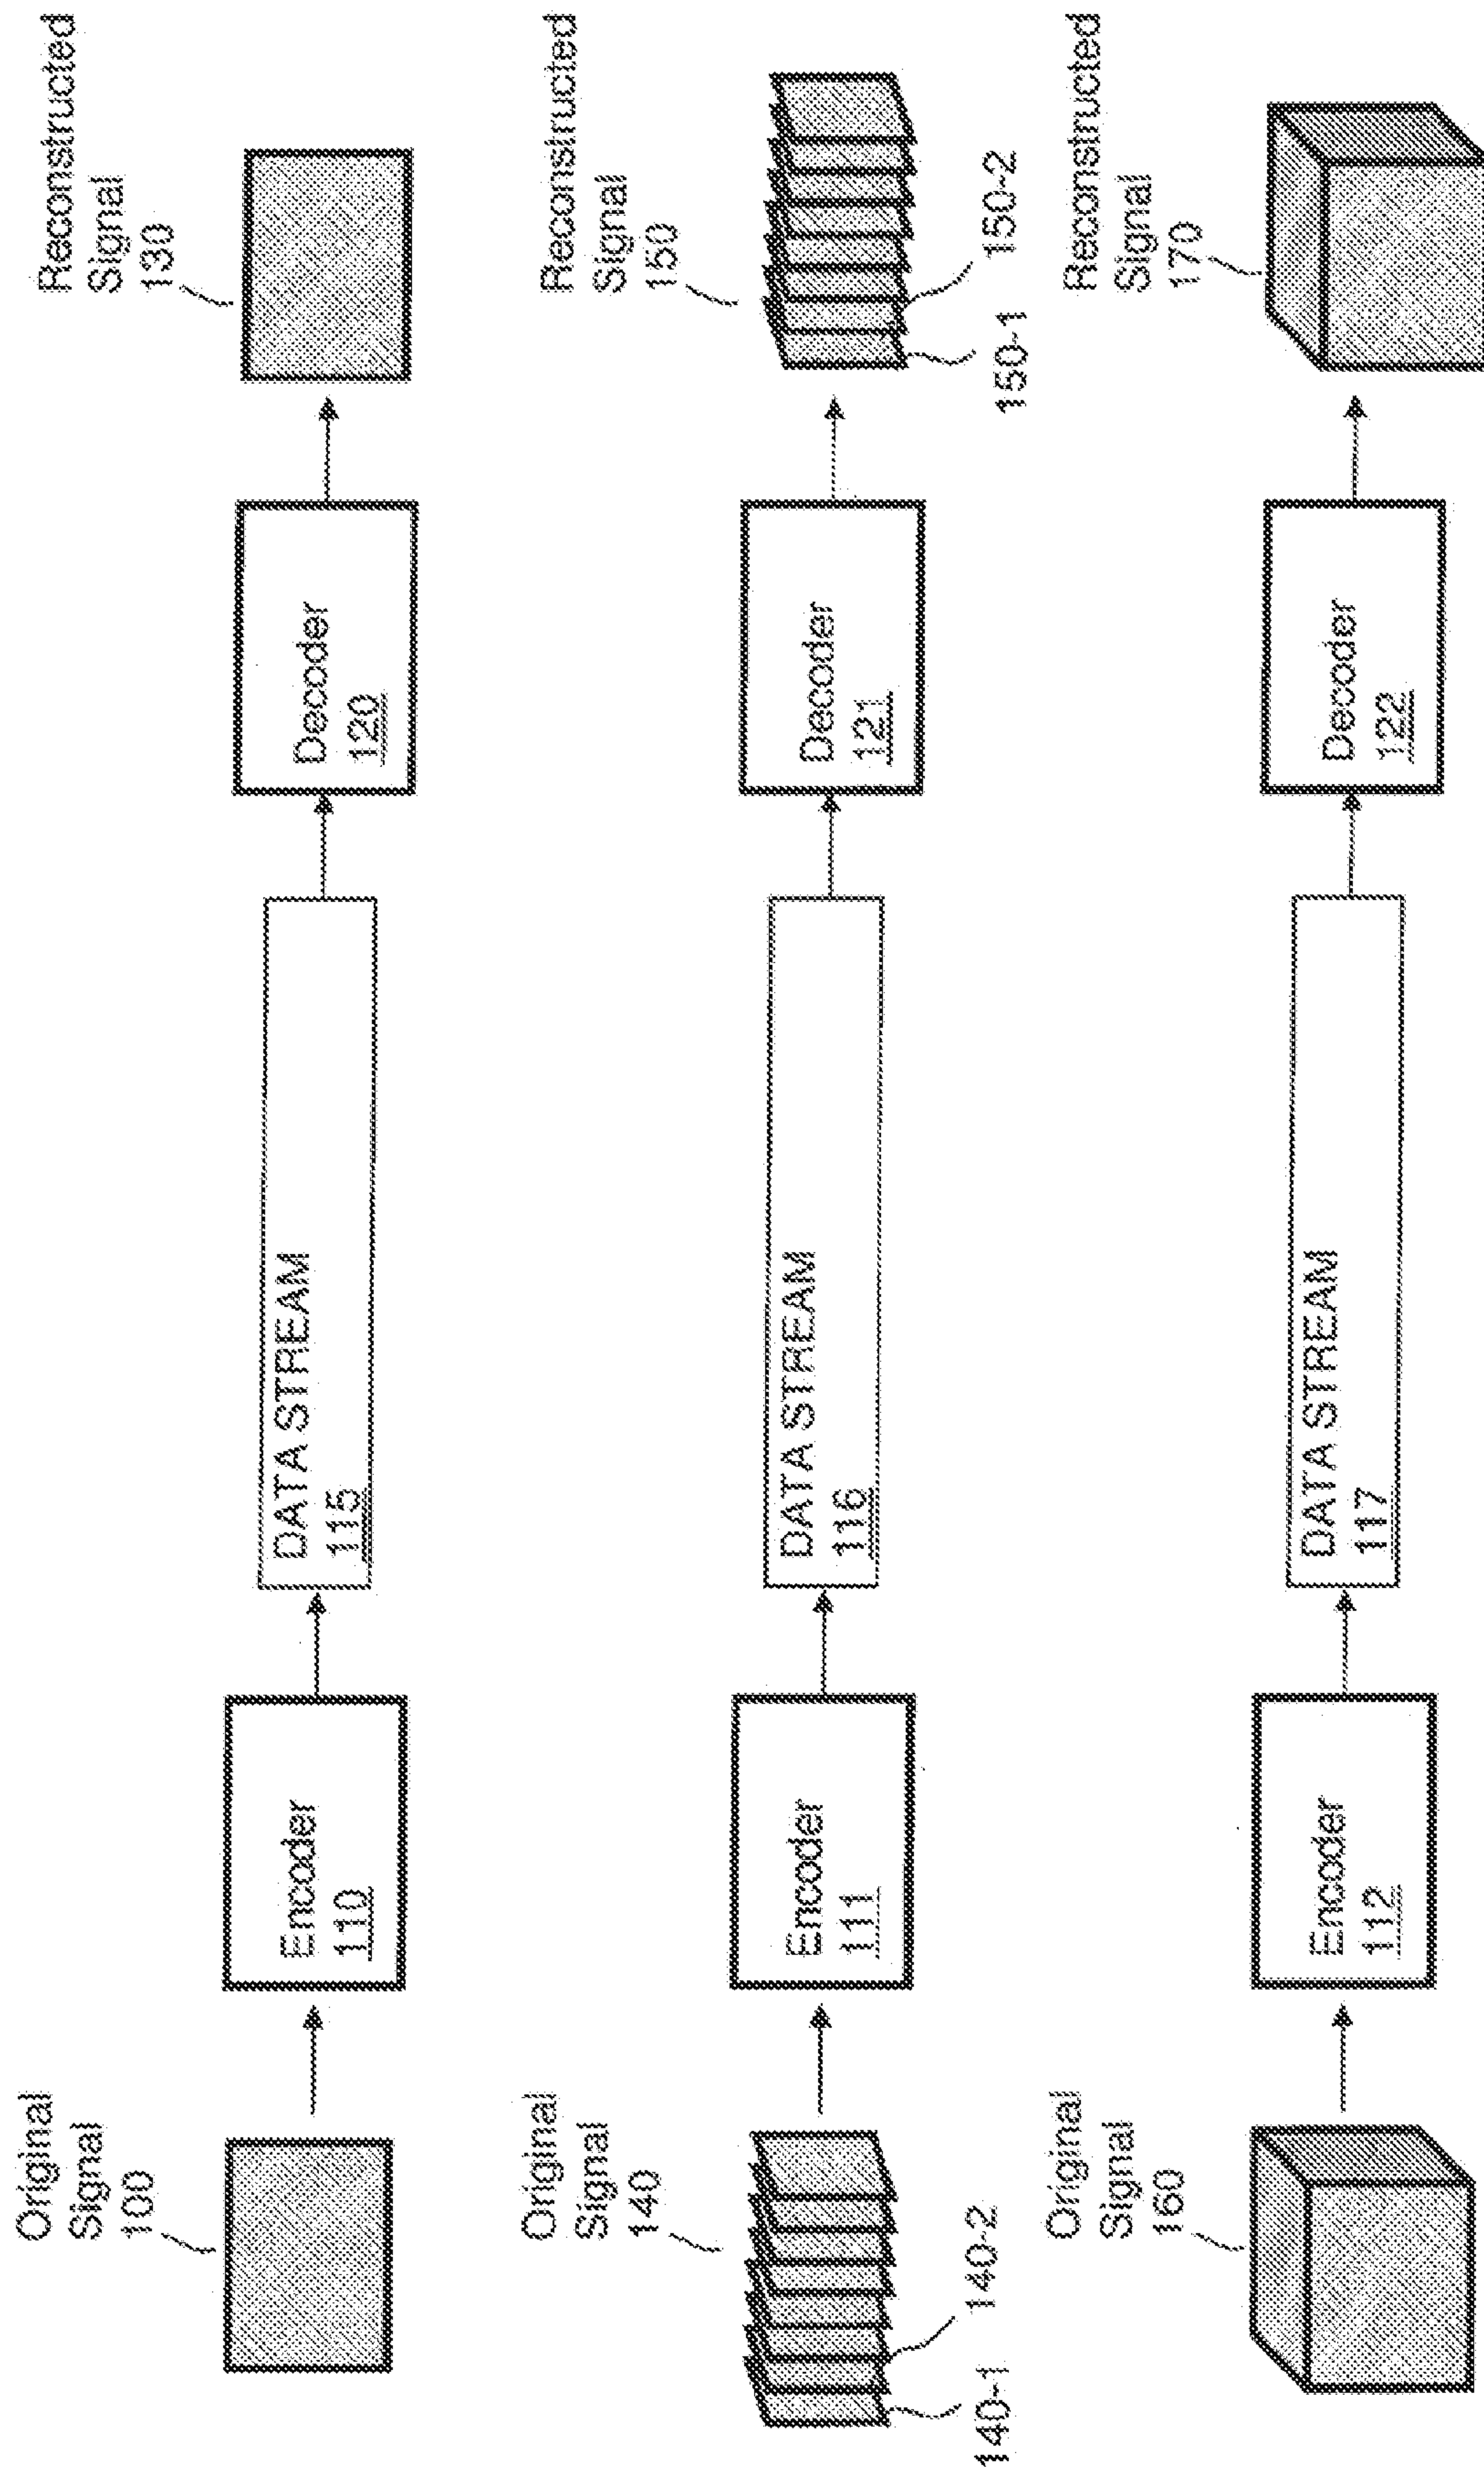 Original
Signal
100
Encoder
110
DATA STREAM
115
Decoder
120
Reconstructed
Signal
130
Original
Signal
140
140-1
140-2
Encoder
111
DATA STREAM
116
Decoder
121
Reconstructed
Signal
150
150-1
150-2
Original
Signal
160
Encoder
112
DATA STREAM
117
Decoder
122
Reconstructed
Signal
170